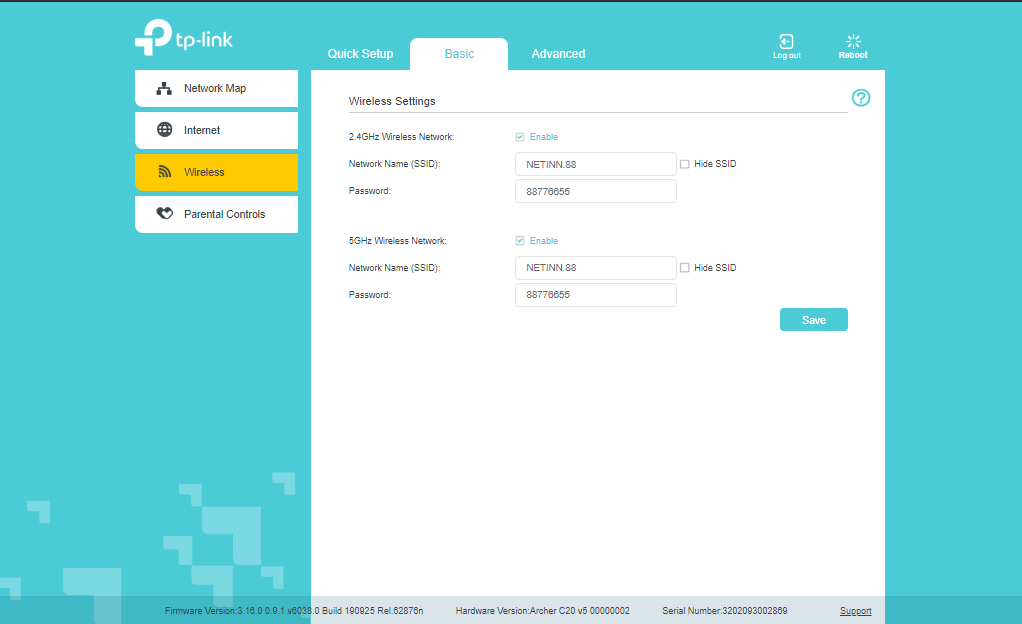 tp-link
Quick Setup Basic Advanced Log out Reboot
Network Map
Internet
Wireless
Parental Controls
Wireless Settings
2.4GHz Wireless Network: Enable
Network Name (SSID): NETINN.88 Hide SSID
Password: 88776655
5GHz Wireless Network: Enable
Network Name (SSID): NETINN.88 Hide SSID
Password: 88776655
Save
Firmware Version:3.16.0 0.9.1 v6033.0 Build 190925 Rel.62876n Hardware Version:Archer C20 v5 00000002 Serial Number:3202093002869 Support